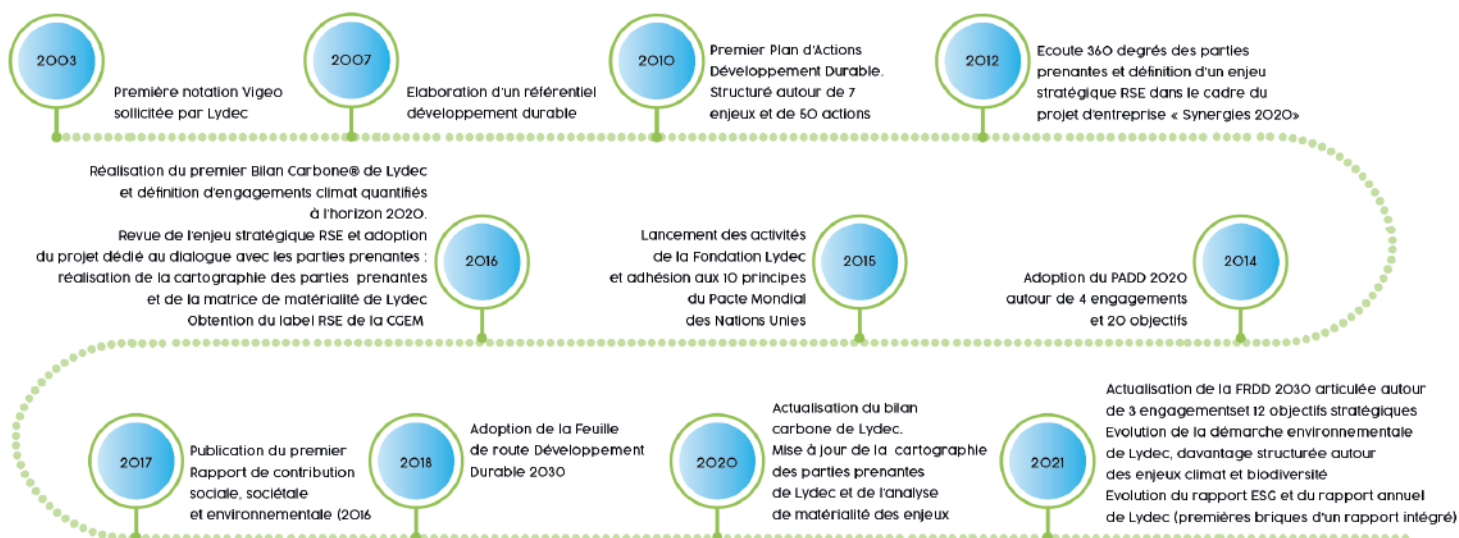 2003
Première notation Vigeo
sollicitée par Lydec
2007
Elaboration d'un référentiel
développement durable
2010
Premier Plan d'Actions
Développement Durable.
Structuré autour de 7
enjeux et de 50 actions
2012
Ecoute 360 degrés des parties
prenantes et définition d'un enjeu
stratégique RSE dans le cadre du
projet d'entreprise « Synergies 2020»
2014
Adoption du PADD 2020
autour de 4 engagements
et 20 objectifs
2015
Lancement des activités
de la Fondation Lydec
et adhésion aux 10 principes
du Pacte Mondial
des Nations Unies
2016
Réalisation du premier Bilan Carbone® de Lydec
et définition d'engagements climat quantifiés
à l'horizon 2020.
Revue de l'enjeu stratégique RSE et adoption
du projet dédié au dialogue avec les parties prenantes :
réalisation de la cartographie des parties prenantes
et de la matrice de matérialité de Lydec
Obtention du label RSE de la CGEM
2017
Publication du premier
Rapport de contribution
sociale, sociétale
et environnementale (2016
2018
Adoption de la Feuille
de route Développement
Durable 2030
2020
Actualisation du bilan
carbone de Lydec.
Mise à jour de la cartographie
des parties prenantes
de Lydec et de l'analyse
de matérialité des enjeux
2021
Actualisation de la FRDD 2030 articulée autour
de 3 engagementset 12 objectifs stratégiques
Evolution de la démarche environnementale
de Lydec, davantage structurée autour
des enjeux climat et biodiversité
Evolution du rapport ESG et du rapport annuel
de Lydec (premières briques d'un rapport intégré)